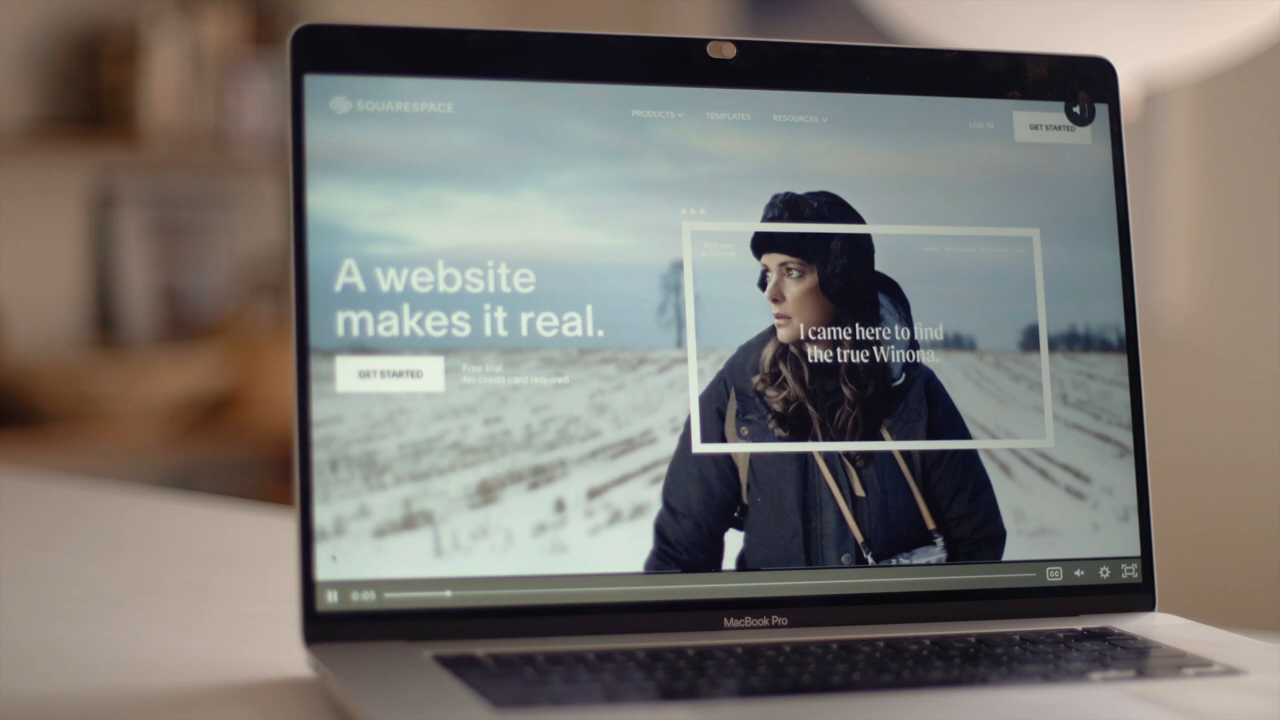 SQUARESPACE
PRODUCTS
TEMPLATES
RESOURCES
LOG IN
GET STARTED
A website
makes it real.
GET STARTED
Free trial.
No credit card required.
I came here to find
the true Winona.
0:05
CC
MacBook Pro